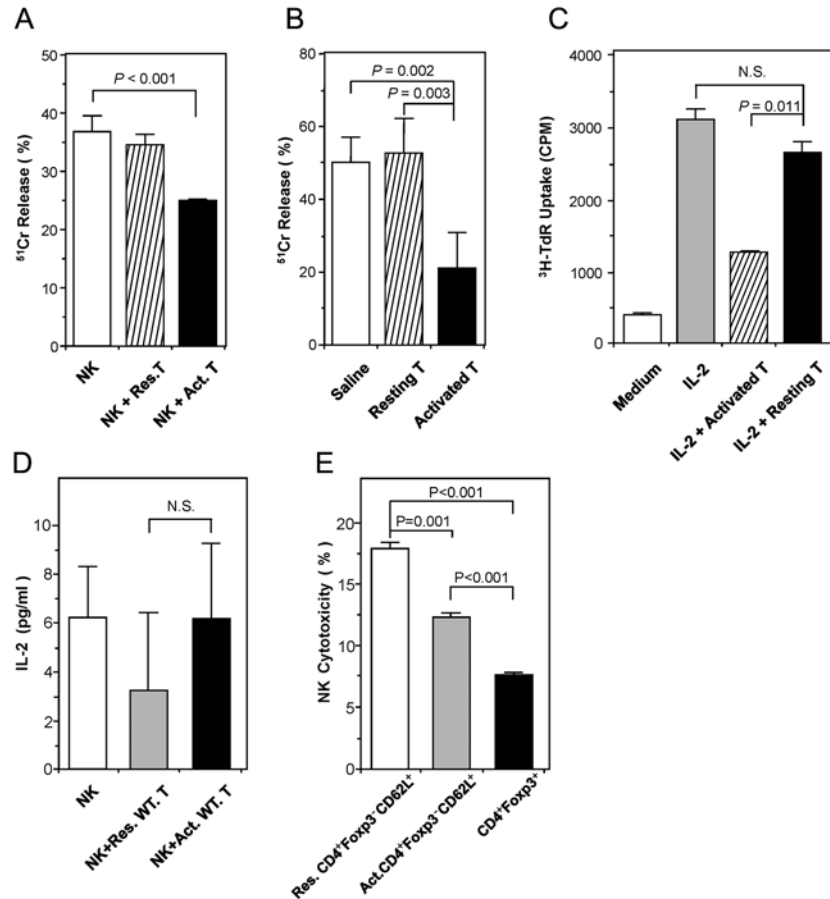 A
P < 0.001
50
40
30
20
10
0
⁵¹Cr Release ( %)
NK
NK + Res.T
NK + Act. T
B
P = 0.002
P = 0.003
80
60
40
20
0
⁵¹Cr Release ( %)
Saline
Resting T
Activated T
C
N.S.
P = 0.011
4000
3000
2000
1000
0
³H-TdR Uptake (CPM)
Medium
IL-2
IL-2 + Activated T
IL-2 + Resting T
D
N.S.
10
8
6
4
2
0
IL-2 (pg/ml)
NK
NK+Res. WT. T
NK+Act. WT. T
E
P<0.001
P=0.001
P<0.001
20
15
10
5
0
NK Cytotoxicity ( % )
Res. CD4⁺Foxp3⁻CD62L⁺
Act.CD4⁺Foxp3⁻CD62L⁺
CD4⁺Foxp3⁺